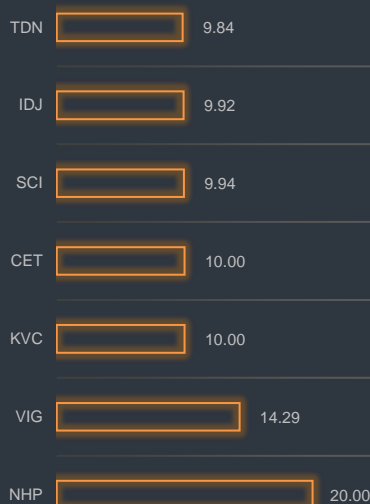 TDN 9.84
IDJ 9.92
SCI 9.94
CET 10.00
KVC 10.00
VIG 14.29
NHP 20.00